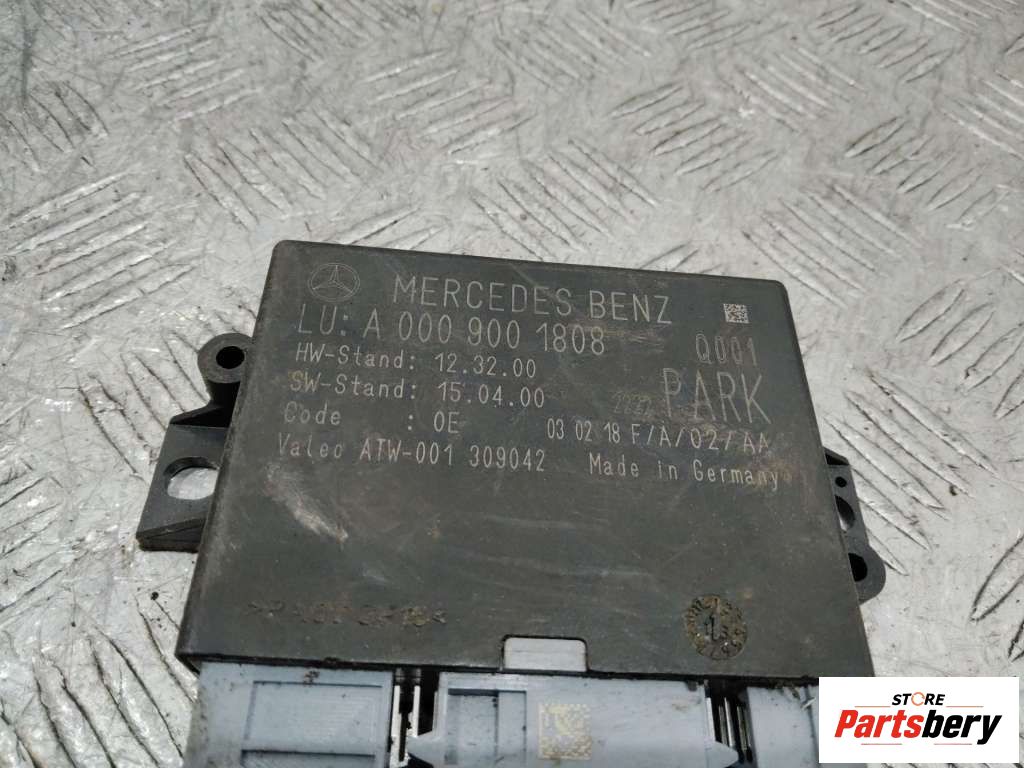 MERCEDES BENZ
LU: A 000 900 1808 Q001
HW-Stand: 12.32.00
SW-Stand: 15.04.00 PARK
Code : 0E 03 02 18 F/A/02/AA
Valeo ATW-001 309042 Made in Germany
STORE
Partsbery